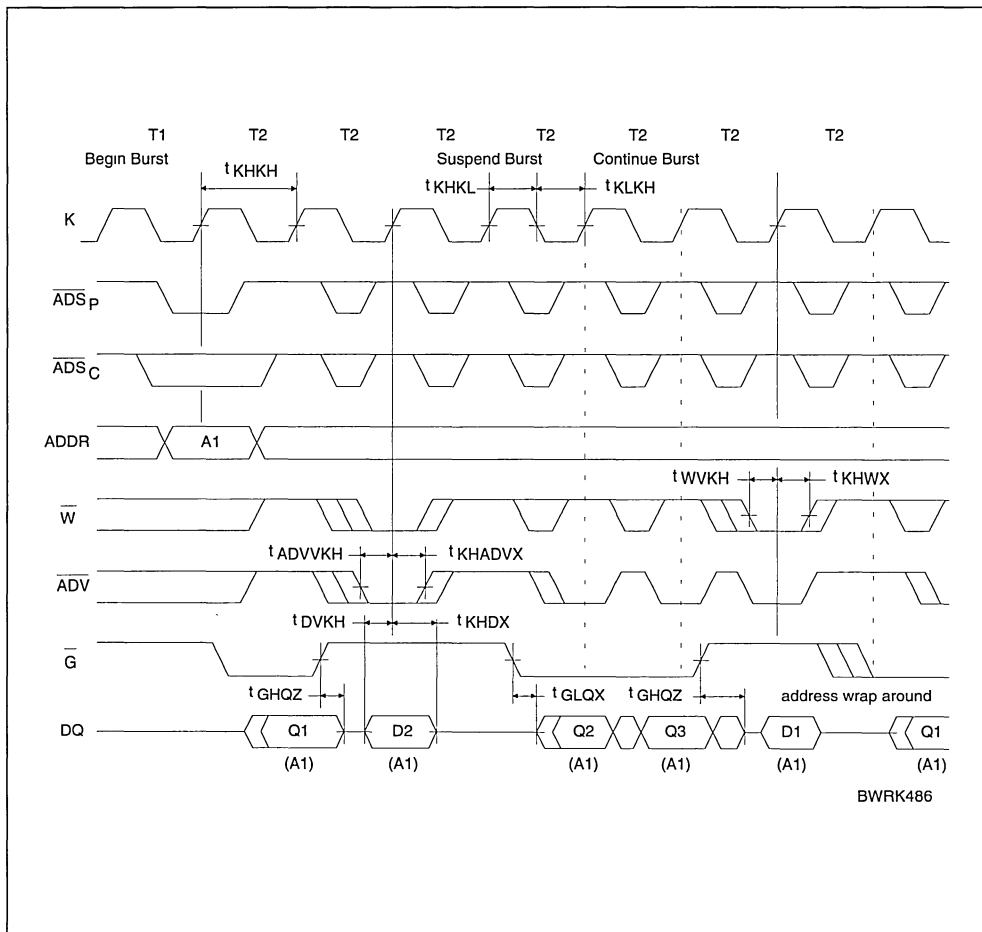 T1 T2 T2 T2 T2 T2 T2 T2
Begin Burst Suspend Burst Continue Burst
t KHKH t KHKL t KLKH
K
ADS P
ADS C
ADDR A1
t WVKH t KHWX
W
t ADVVKH t KHADVX
ADV
t DVKH t KHDX
G
t GHQZ t GLQX t GHQZ address wrap around
DQ Q1 D2 Q2 Q3 D1 Q1
(A1) (A1) (A1) (A1) (A1) (A1)
BWRK486